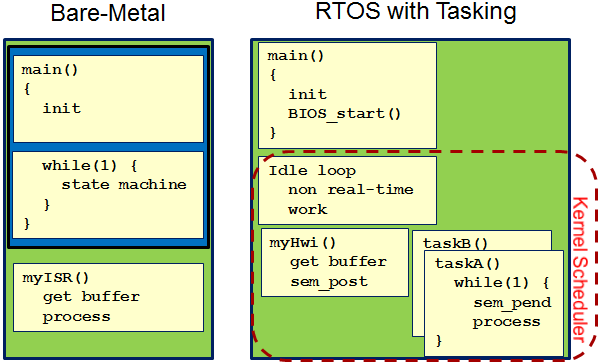 Bare-Metal
main()
{
init
while(1) {
state machine
}
}
myISR()
get buffer
process
RTOS with Tasking
main()
{
init
BIOS_start()
}
Idle loop
non real-time
work
myHwi()
get buffer
sem_post
taskB()
taskA()
while(1) {
sem_pend
process
}
Kernel Scheduler